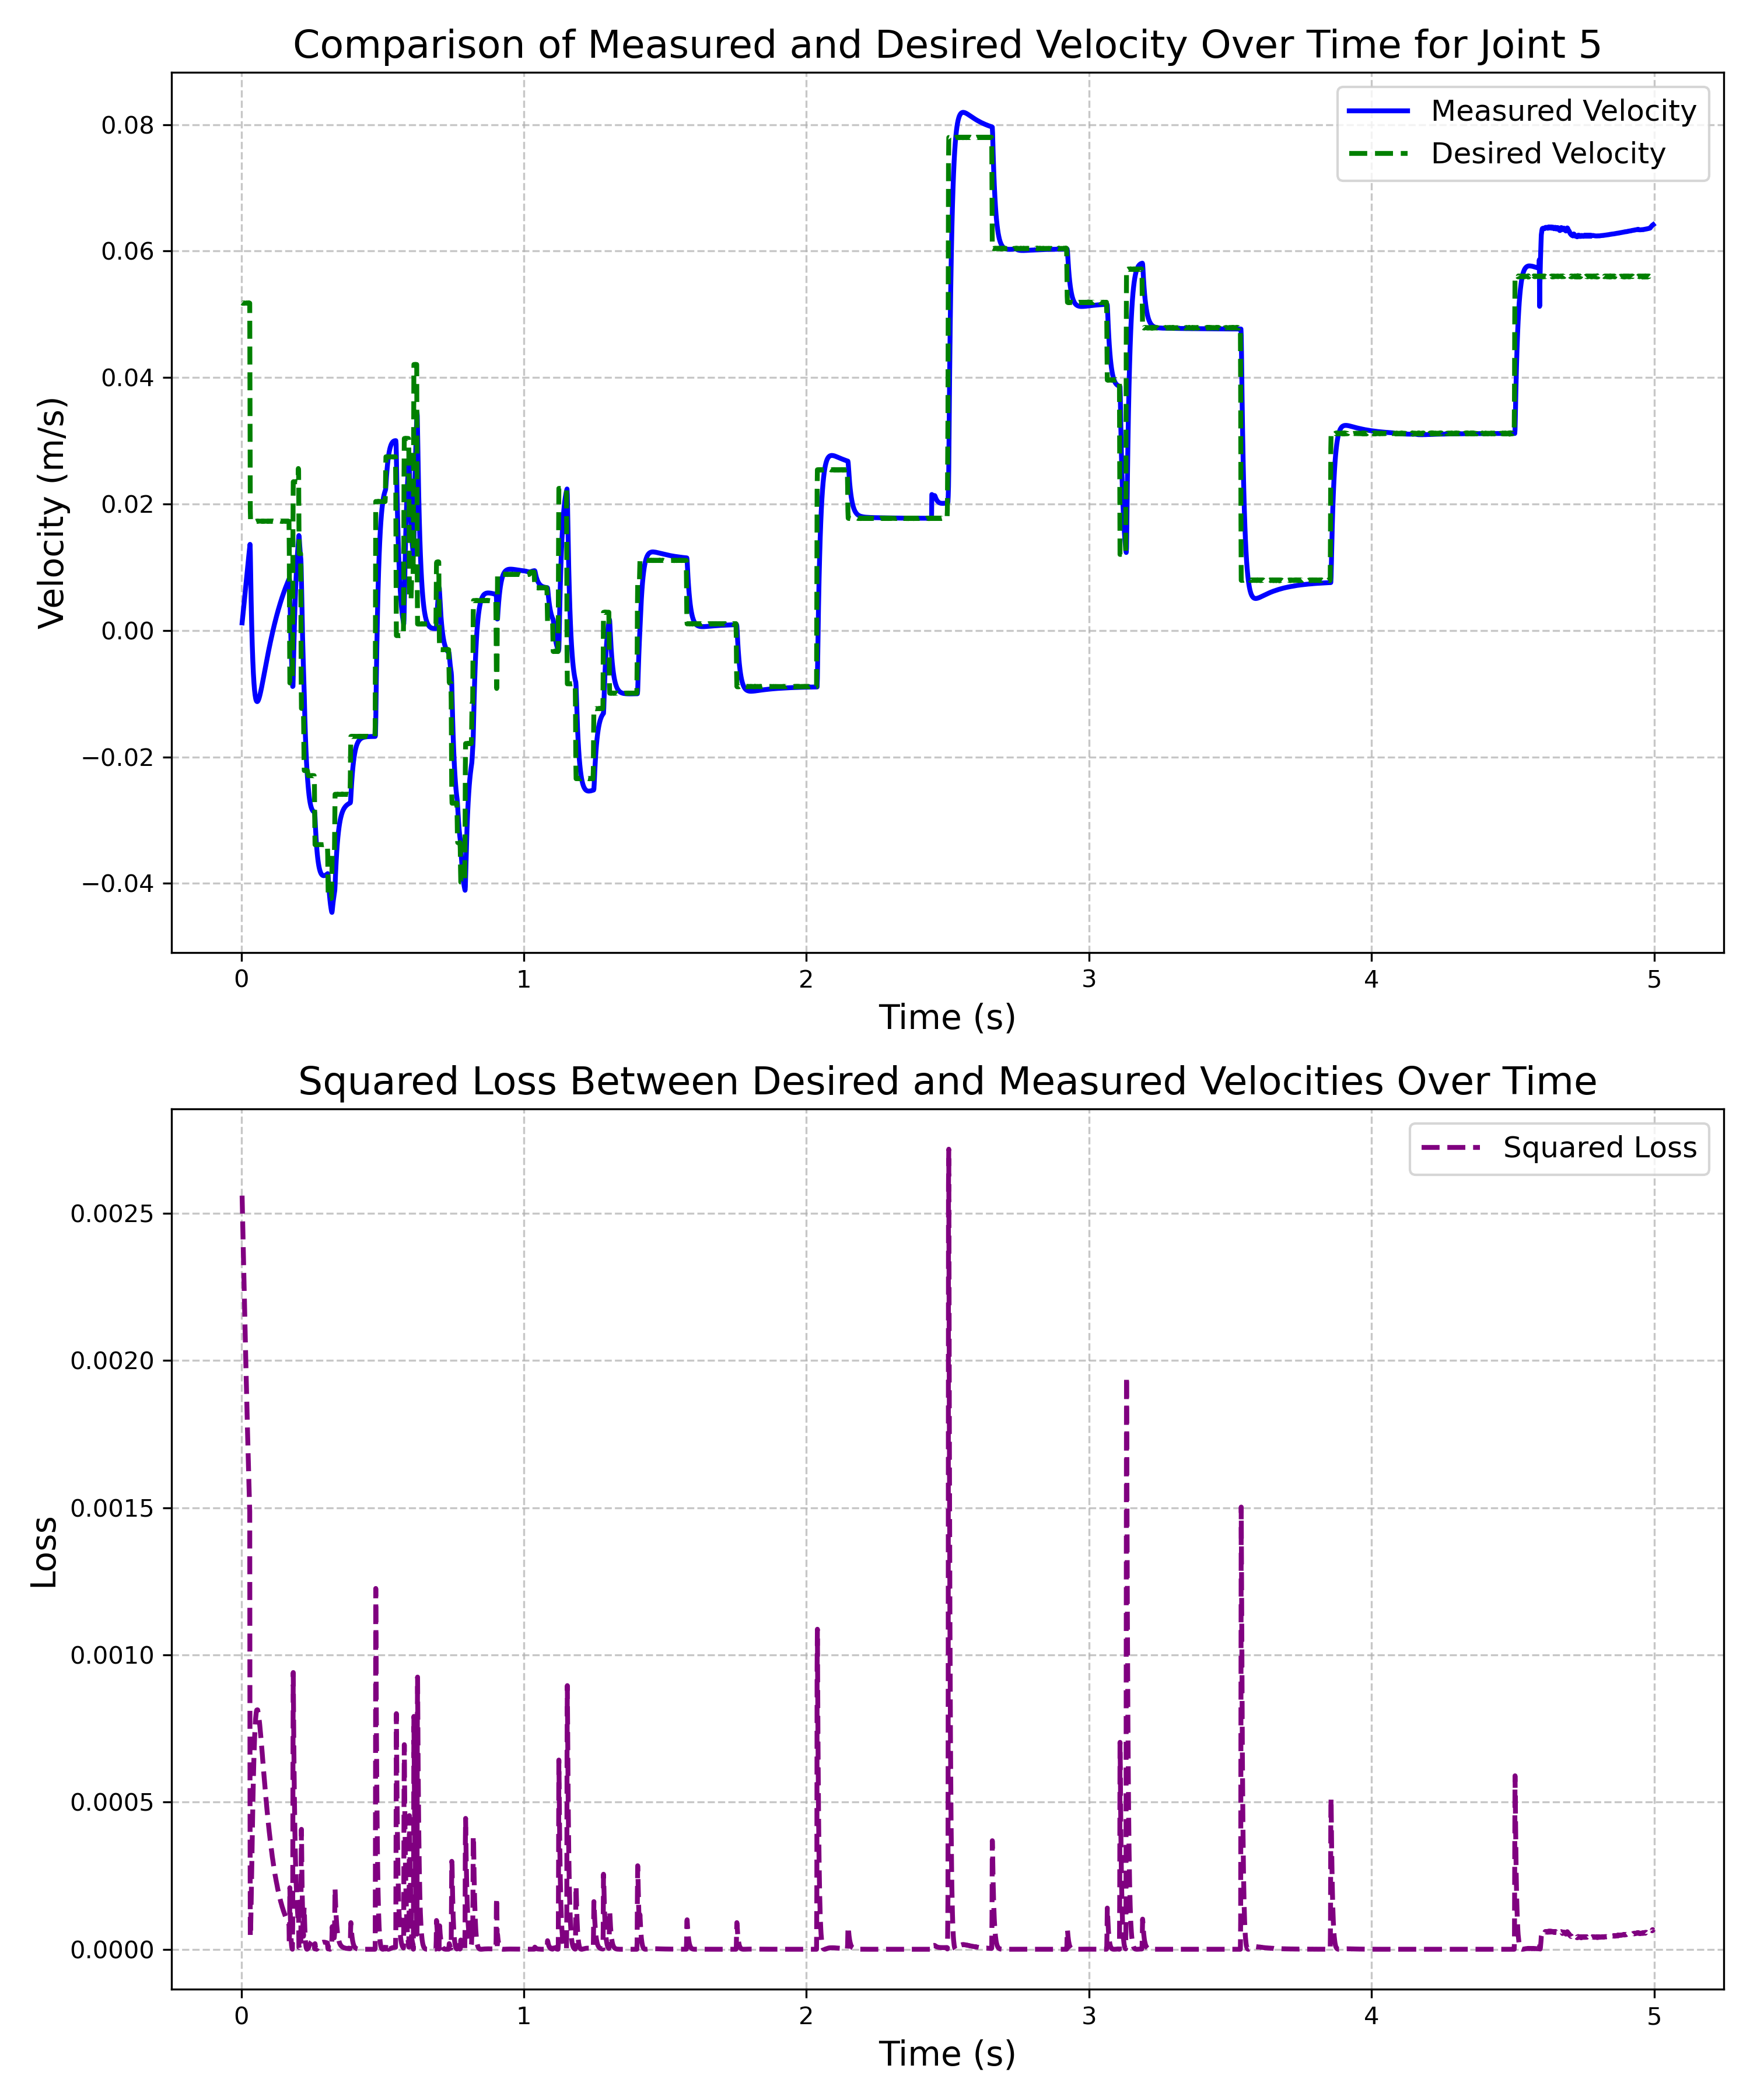 Comparison of Measured and Desired Velocity Over Time for Joint 5
Measured Velocity
Desired Velocity
Velocity (m/s)
0.08
0.06
0.04
0.02
0.00
−0.02
−0.04
0 1 2 3 4 5
Time (s)
Squared Loss Between Desired and Measured Velocities Over Time
Squared Loss
Loss
0.0025
0.0020
0.0015
0.0010
0.0005
0.0000
0 1 2 3 4 5
Time (s)